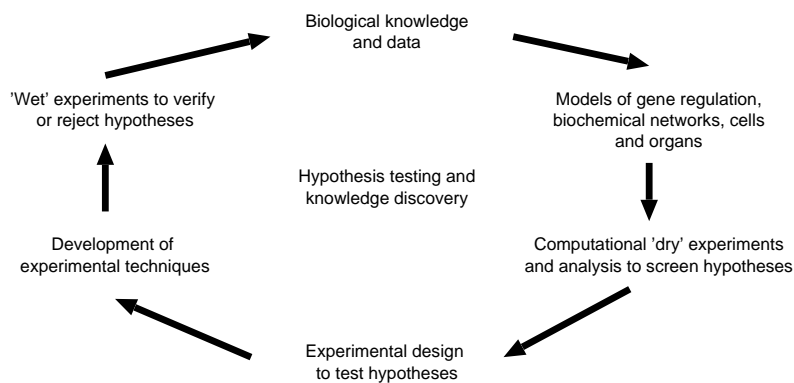 Biological knowledge
and data
'Wet' experiments to verify
or reject hypotheses
Models of gene regulation,
biochemical networks, cells
and organs
Hypothesis testing and
knowledge discovery
Development of
experimental techniques
Computational 'dry' experiments
and analysis to screen hypotheses
Experimental design
to test hypotheses